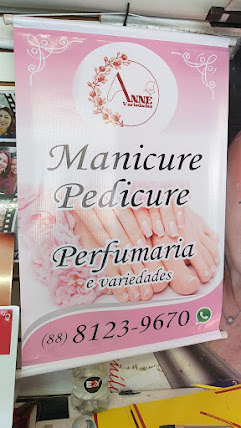 ANNE
Variedades
Manicure
Pedicure
Perfumaria
e variedades
(88) 8123-9670